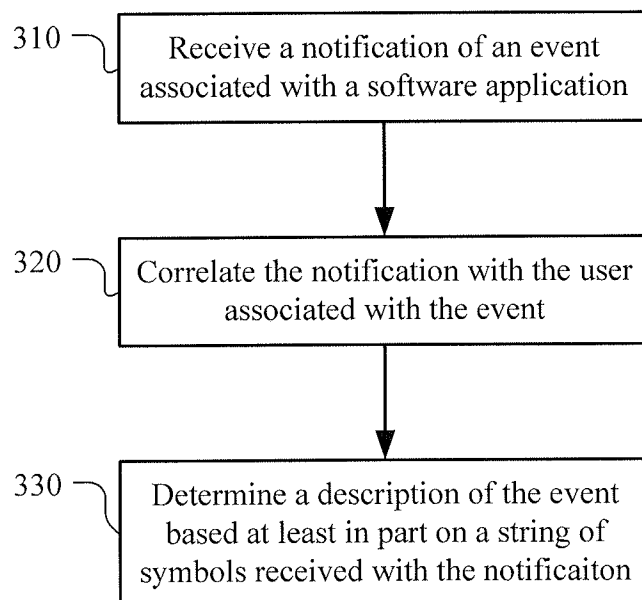 310
Receive a notification of an event
associated with a software application
320
Correlate the notification with the user
associated with the event
330
Determine a description of the event
based at least in part on a string of
symbols received with the notificaiton